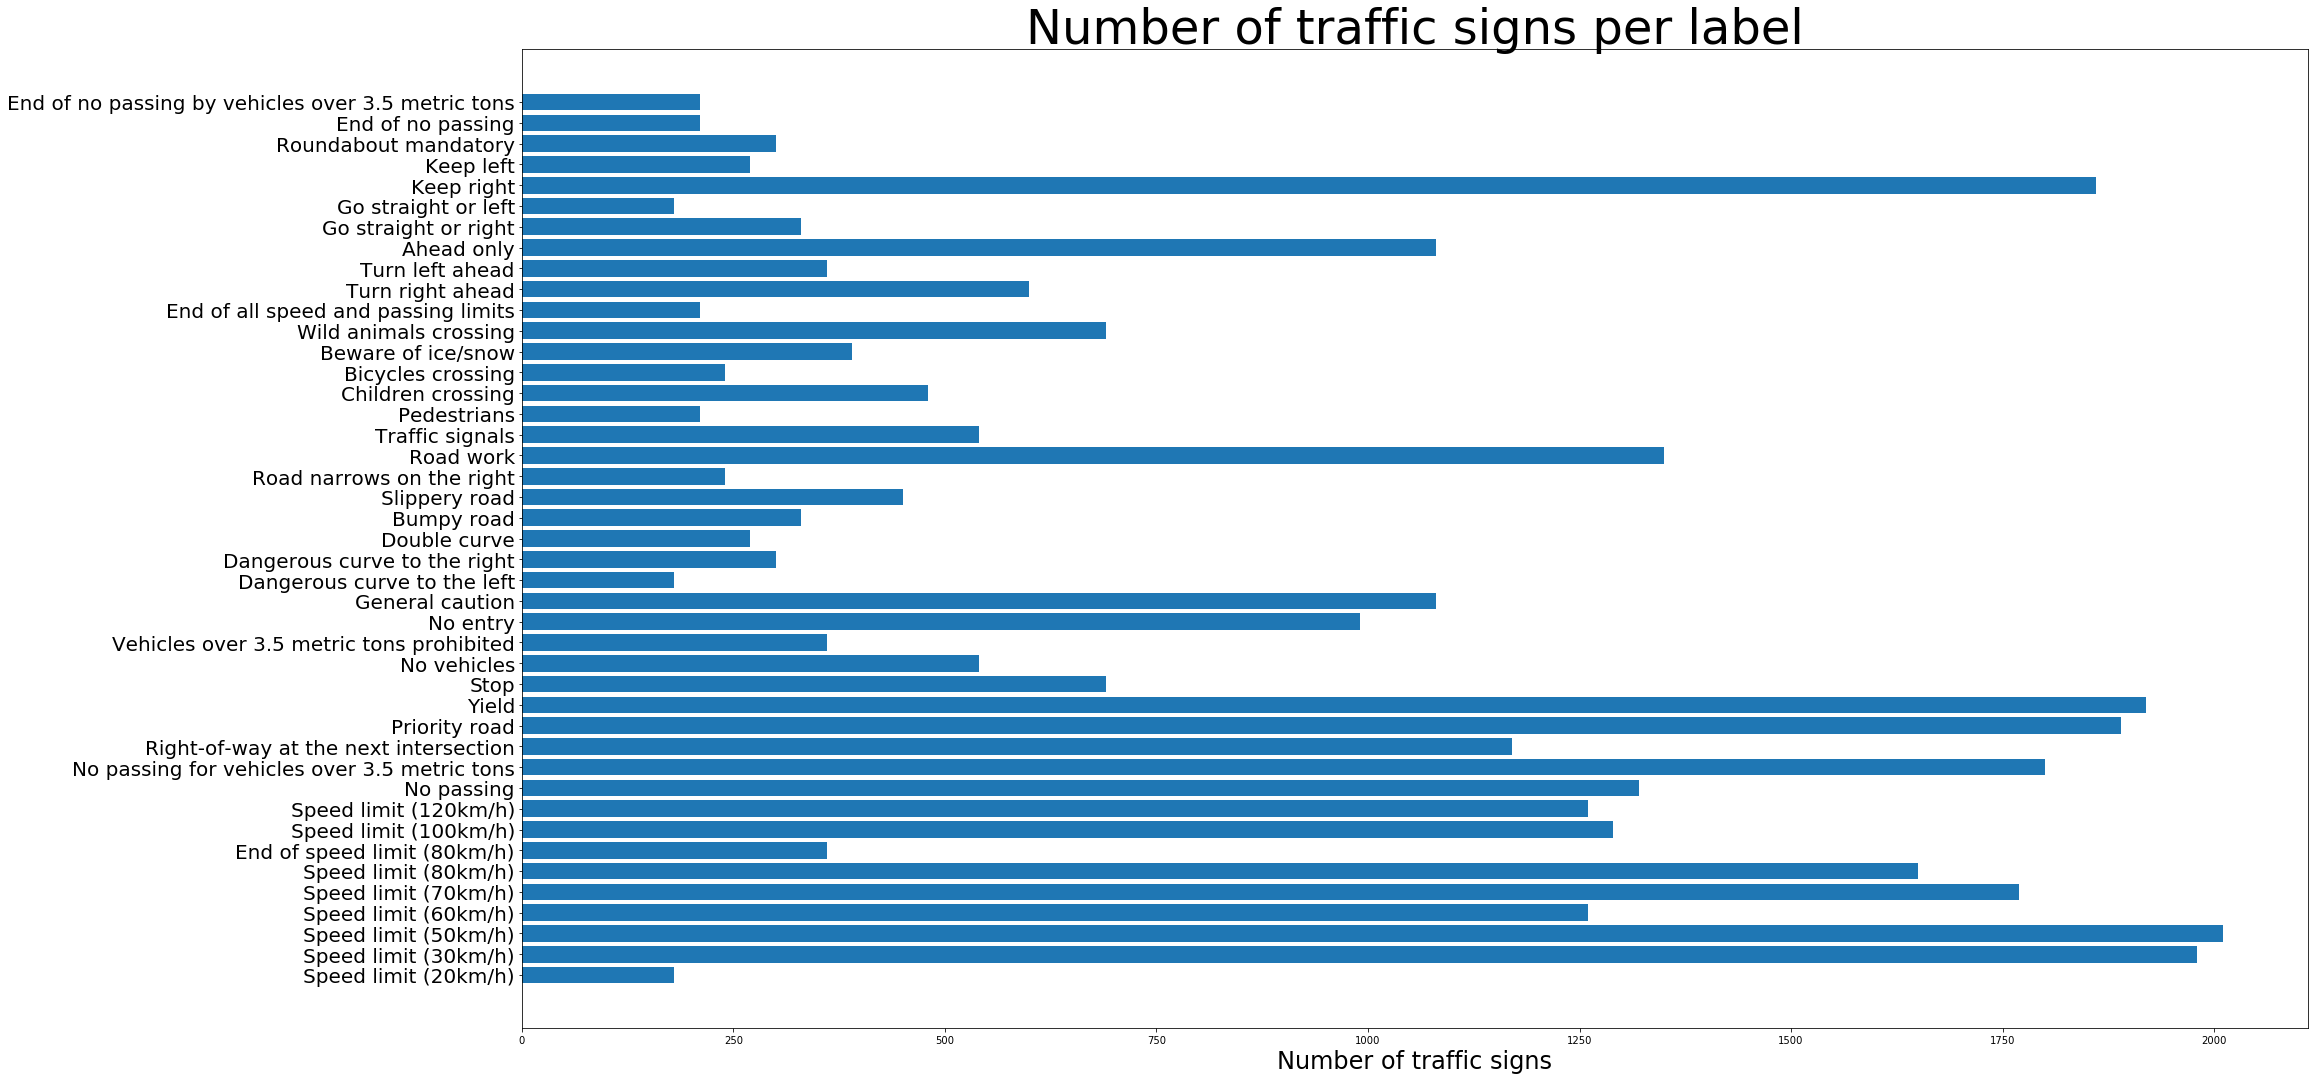 Number of traffic signs per label
End of no passing by vehicles over 3.5 metric tons
End of no passing
Roundabout mandatory
Keep left
Keep right
Go straight or left
Go straight or right
Ahead only
Turn left ahead
Turn right ahead
End of all speed and passing limits
Wild animals crossing
Beware of ice/snow
Bicycles crossing
Children crossing
Pedestrians
Traffic signals
Road work
Road narrows on the right
Slippery road
Bumpy road
Double curve
Dangerous curve to the right
Dangerous curve to the left
General caution
No entry
Vehicles over 3.5 metric tons prohibited
No vehicles
Stop
Yield
Priority road
Right-of-way at the next intersection
No passing for vehicles over 3.5 metric tons
No passing
Speed limit (120km/h)
Speed limit (100km/h)
End of speed limit (80km/h)
Speed limit (80km/h)
Speed limit (70km/h)
Speed limit (60km/h)
Speed limit (50km/h)
Speed limit (30km/h)
Speed limit (20km/h)
0 250 500 750 1000 1250 1500 1750 2000
Number of traffic signs